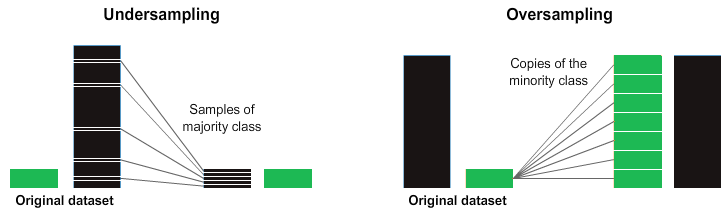 Undersampling
Samples of
majority class
Original dataset
Oversampling
Copies of the
minority class
Original dataset